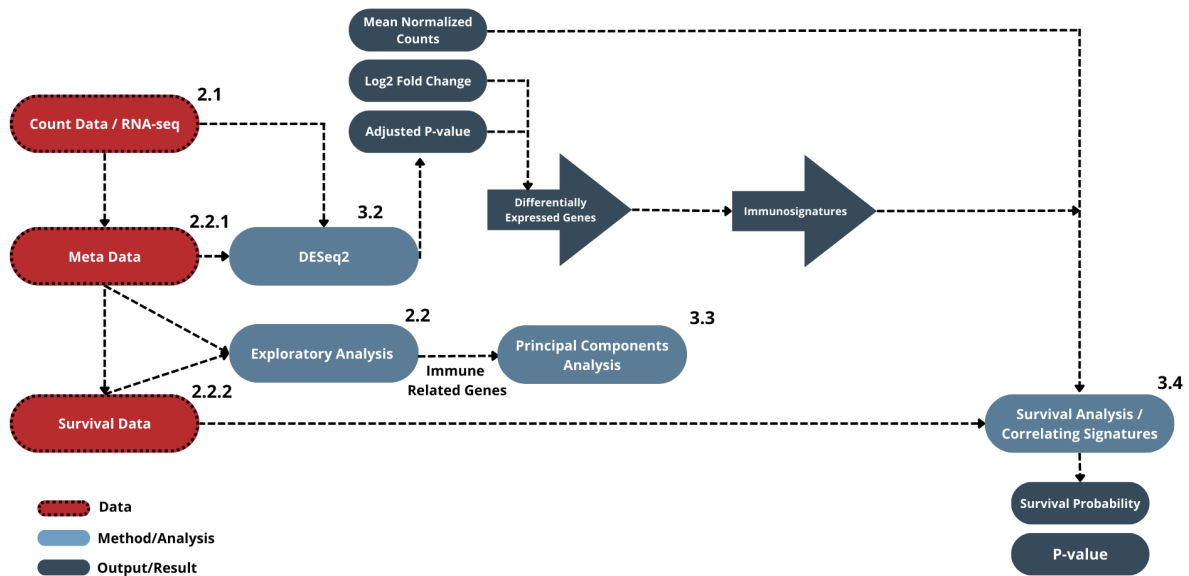 Mean Normalized
Counts
Log2 Fold Change
Adjusted P-value
2.1
Count Data / RNA-seq
Differentially
Expressed Genes
Immunosignatures
2.2.1
Meta Data
3.2
DESeq2
2.2
Exploratory Analysis
Immune
Related Genes
3.3
Principal Components
Analysis
2.2.2
Survival Data
3.4
Survival Analysis /
Correlating Signatures
Survival Probability
P-value
Data
Method/Analysis
Output/Result